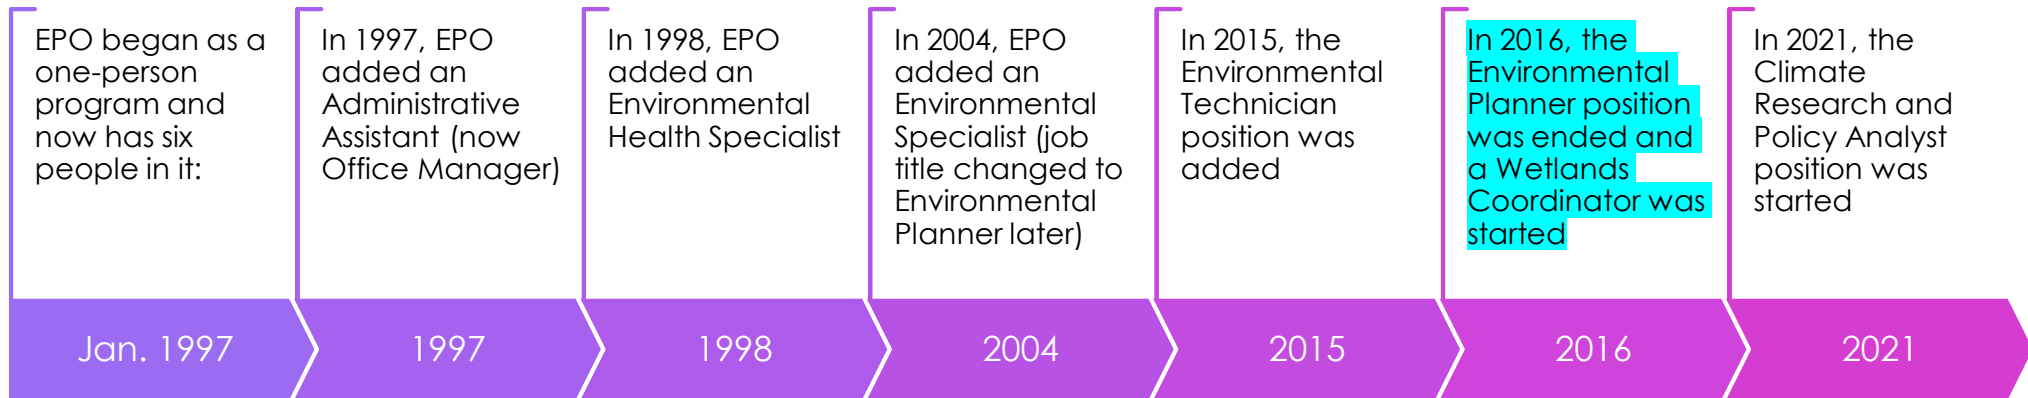 EPO began as a
one-person
program and
now has six
people in it:
In 1997, EPO
added an
Administrative
Assistant (now
Office Manager)
In 1998, EPO
added an
Environmental
Health Specialist
In 2004, EPO
added an
Environmental
Specialist (job
title changed to
Environmental
Planner later)
In 2015, the
Environmental
Technician
position was
added
In 2016, the
Environmental
Planner position
was ended and
a Wetlands
Coordinator was
started
In 2021, the
Climate
Research and
Policy Analyst
position was
started
Jan. 1997
1997
1998
2004
2015
2016
2021